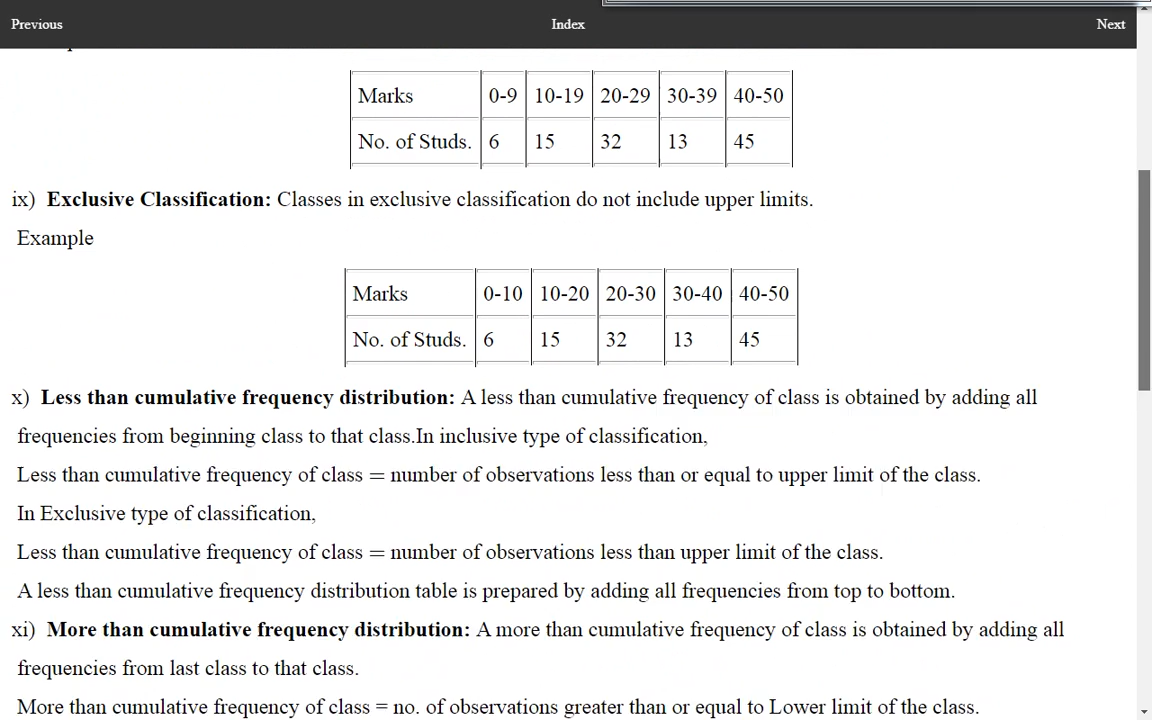 Previous Index Next
Marks 0-9 10-19 20-29 30-39 40-50
No. of Studs. 6 15 32 13 45
ix) Exclusive Classification: Classes in exclusive classification do not include upper limits.
Example
Marks 0-10 10-20 20-30 30-40 40-50
No. of Studs. 6 15 32 13 45
x) Less than cumulative frequency distribution: A less than cumulative frequency of class is obtained by adding all
frequencies from beginning class to that class.In inclusive type of classification,
Less than cumulative frequency of class = number of observations less than or equal to upper limit of the class.
In Exclusive type of classification,
Less than cumulative frequency of class = number of observations less than upper limit of the class.
A less than cumulative frequency distribution table is prepared by adding all frequencies from top to bottom.
xi) More than cumulative frequency distribution: A more than cumulative frequency of class is obtained by adding all
frequencies from last class to that class.
More than cumulative frequency of class = no. of observations greater than or equal to Lower limit of the class.